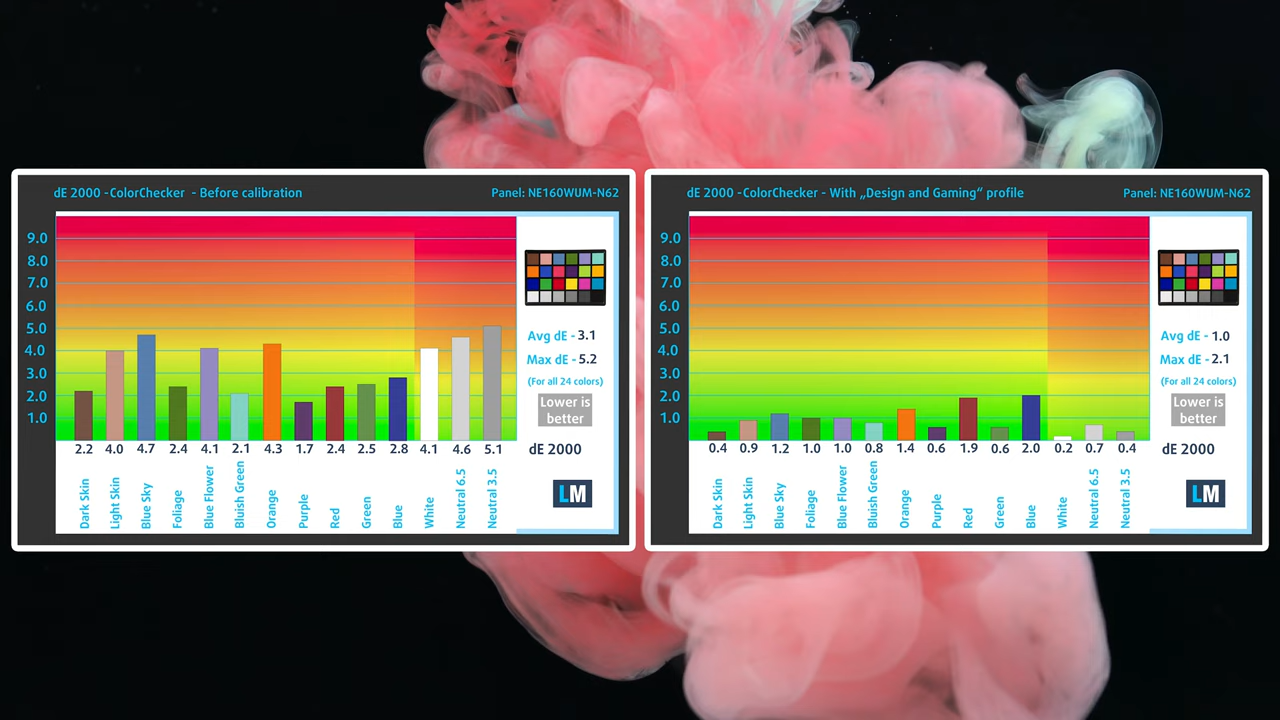 dE 2000 -ColorChecker - Before calibration
Panel: NE160WUM-N62
9.0
8.0
7.0
6.0
5.0
4.0
3.0
2.0
1.0
Avg dE - 3.1
Max dE - 5.2
(For all 24 colors)
Lower is
better
2.2 4.0 4.7 2.4 4.1 2.1 4.3 1.7 2.4 2.5 2.8 4.1 4.6 5.1
dE 2000
Dark Skin
Light Skin
Blue Sky
Foliage
Blue Flower
Bluish Green
Orange
Purple
Red
Green
Blue
White
Neutral 6.5
Neutral 3.5
LM
dE 2000 -ColorChecker - With „Design and Gaming“ profile
Panel: NE160WUM-N62
9.0
8.0
7.0
6.0
5.0
4.0
3.0
2.0
1.0
Avg dE - 1.0
Max dE - 2.1
(For all 24 colors)
Lower is
better
0.4 0.9 1.2 1.0 1.0 0.8 1.4 0.6 1.9 0.6 2.0 0.2 0.7 0.4
dE 2000
Dark Skin
Light Skin
Blue Sky
Foliage
Blue Flower
Bluish Green
Orange
Purple
Red
Green
Blue
White
Neutral 6.5
Neutral 3.5
LM